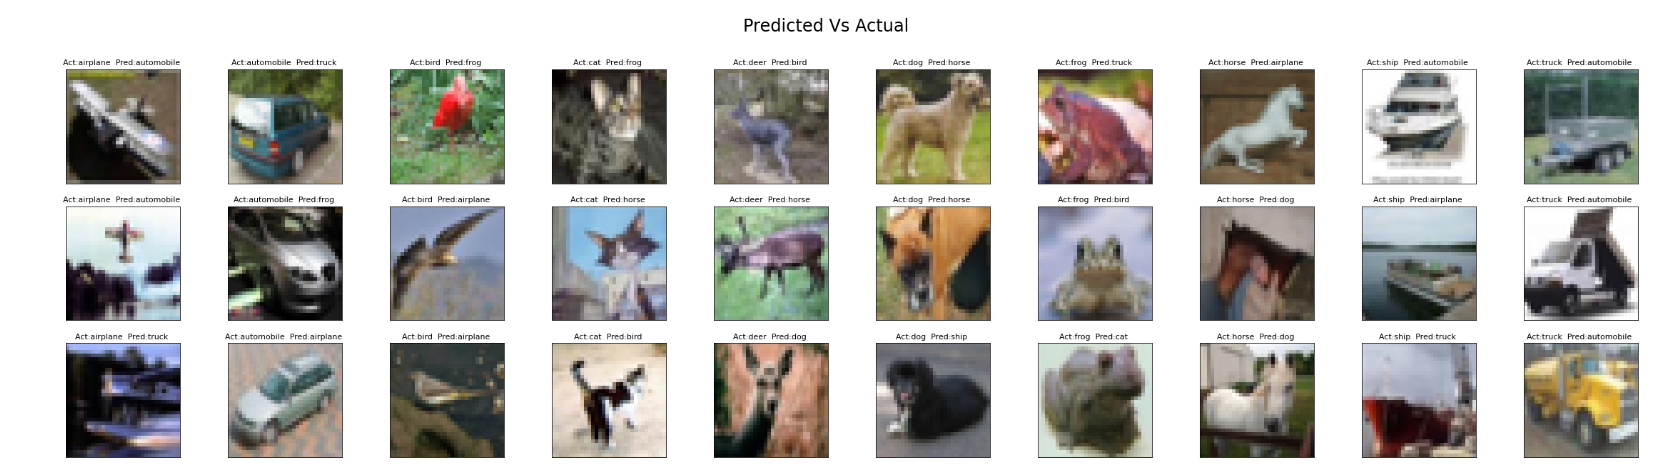 Predicted Vs Actual
Act:airplane Pred:automobile
Act:automobile Pred:truck
Act:bird Pred:frog
Act:cat Pred:frog
Act:deer Pred:bird
Act:dog Pred:horse
Act:frog Pred:truck
Act:horse Pred:airplane
Act:ship Pred:automobile
Act:truck Pred:automobile
Act:airplane Pred:automobile
Act:automobile Pred:frog
Act:bird Pred:airplane
Act:cat Pred:horse
Act:deer Pred:horse
Act:dog Pred:horse
Act:frog Pred:bird
Act:horse Pred:dog
Act:ship Pred:airplane
Act:truck Pred:automobile
Act:airplane Pred:truck
Act:automobile Pred:airplane
Act:bird Pred:airplane
Act:cat Pred:bird
Act:deer Pred:dog
Act:dog Pred:ship
Act:frog Pred:cat
Act:horse Pred:dog
Act:ship Pred:truck
Act:truck Pred:automobile